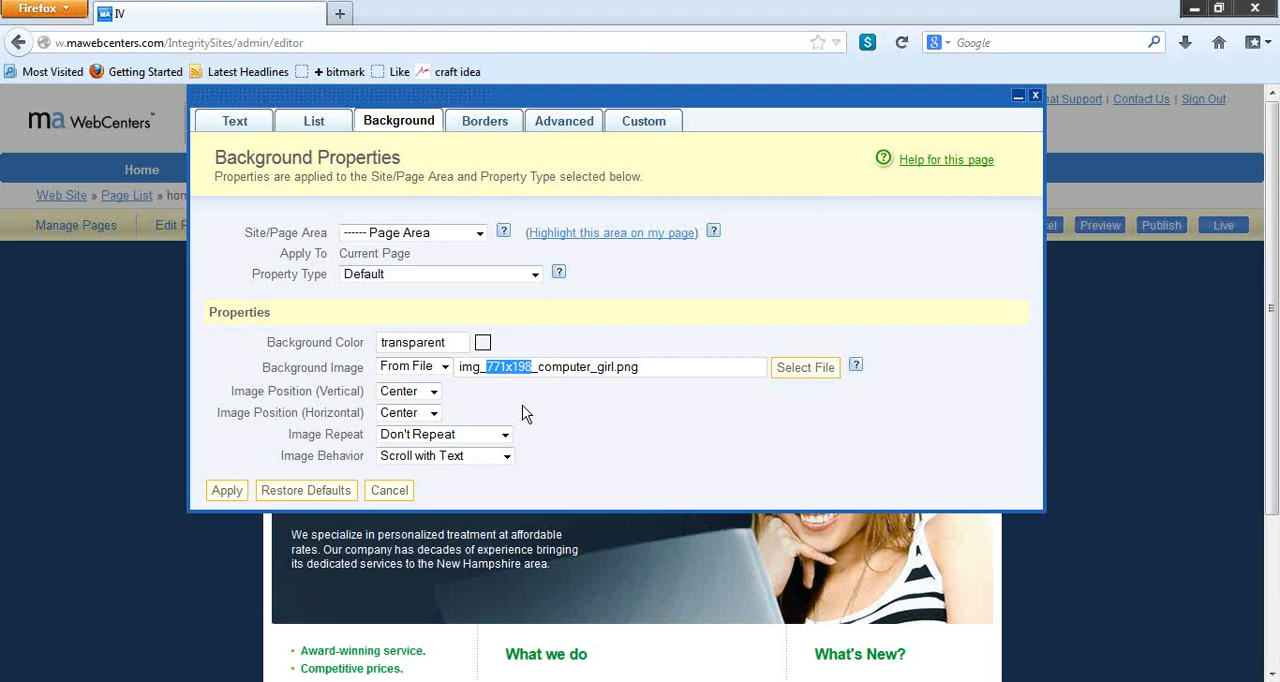 Firefox
MA IV
w.mawebcenters.com/IntegritySites/admin/editor
S
8 Google
Most Visited Getting Started Latest Headlines + bitmark Like craft idea
ma WebCenters™
at Support | Contact Us | Sign Out
X
Text List Background Borders Advanced Custom
Home
Background Properties
Properties are applied to the Site/Page Area and Property Type selected below.
? Help for this page
Web Site » Page List » hon
Manage Pages Edit
Preview Publish Live
Site/Page Area ------ Page Area ? (Highlight this area on my page) ?
Apply To Current Page
Property Type Default ?
Properties
Background Color transparent
Background Image From File img_771x198_computer_girl.png Select File ?
Image Position (Vertical) Center
Image Position (Horizontal) Center
Image Repeat Don't Repeat
Image Behavior Scroll with Text
Apply Restore Defaults Cancel
We specialize in personalized treatment at affordable
rates. Our company has decades of experience bringing
its dedicated services to the New Hampshire area.
Award-winning service.
Competitive prices.
What we do
What's New?